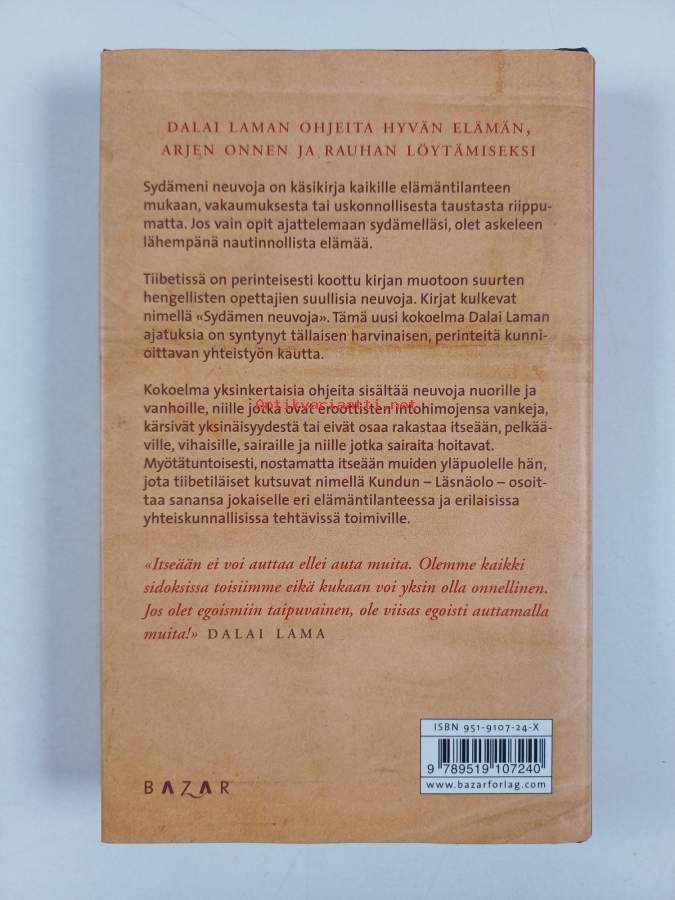 DALAI LAMAN OHJEITA HYVÄN ELÄMÄN,
ARJEN ONNEN JA RAUHAN LÖYTÄMISEKSI
Sydämeni neuvoja on käsikirja kaikille elämäntilanteen
mukaan, vakaumuksesta tai uskonnollisesta taustasta riippu-
matta. Jos vain opit ajattelemaan sydämelläsi, olet askeleen
lähempänä nautinnollista elämää.
Tiibetissä on perinteisesti koottu kirjan muotoon suurten
hengellisten opettajien suullisia neuvoja. Kirjat kulkevat
nimellä «Sydämen neuvoja». Tämä uusi kokoelma Dalai Laman
ajatuksia on syntynyt tällaisen harvinaisen, perinteitä kunni-
oittavan yhteistyön kautta.
Kokoelma yksinkertaisia ohjeita sisältää neuvoja nuorille ja
vanhoille, niille jotka ovat eroottisten intohimojensa vankeja,
Antikvariaatti.net
kärsivät yksinäisyydestä tai eivät osaa rakastaa itseään, pelkää-
ville, vihaisille, sairaille ja niille jotka sairaita hoitavat.
Myötätuntoisesti, nostamatta itseään muiden yläpuolelle hän,
jota tiibetiläiset kutsuvat nimellä Kundun – Läsnäolo – osoit-
taa sanansa jokaiselle eri elämäntilanteessa ja erilaisissa
yhteiskunnallisissa tehtävissä toimiville.
«Itseään ei voi auttaa ellei auta muita. Olemme kaikki
sidoksissa toisiimme eikä kukaan voi yksin olla onnellinen.
Jos olet egoismiin taipuvainen, ole viisas egoisti auttamalla
muita!» DALAI LAMA
ISBN 951-9107-24-X
9 789519 107240
www.bazarforlag.com
BAZAR